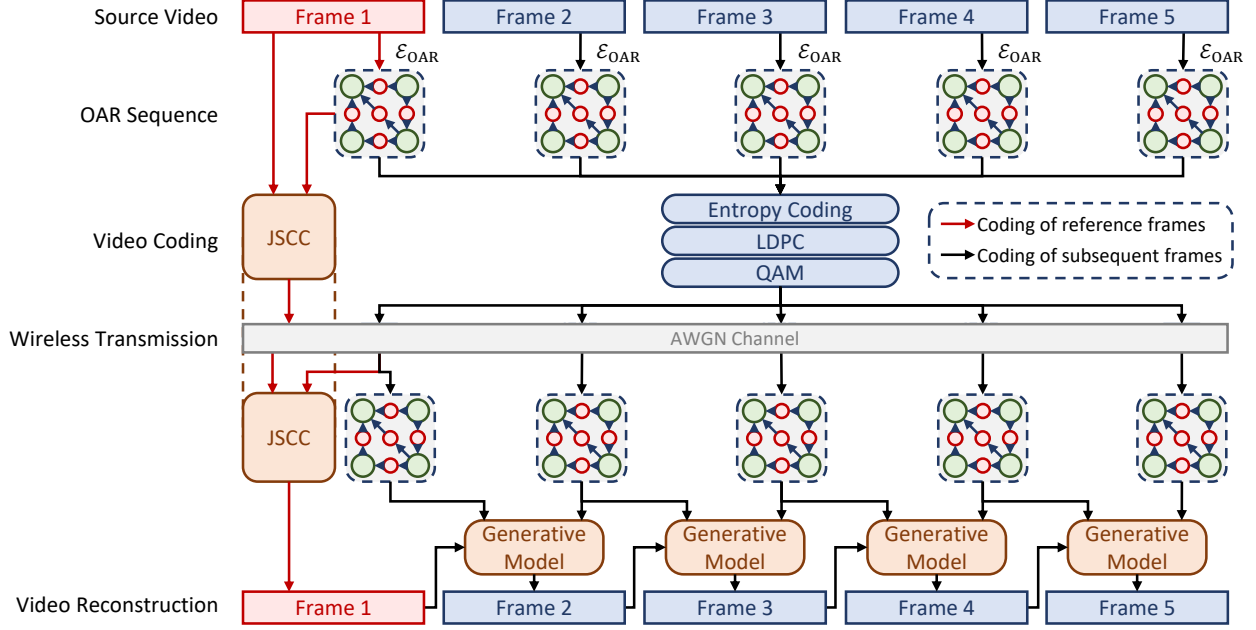 Source Video
Frame 1
Frame 2
Frame 3
Frame 4
Frame 5
ℰOAR
ℰOAR
ℰOAR
ℰOAR
ℰOAR
OAR Sequence
Video Coding
JSCC
Entropy Coding
LDPC
QAM
Coding of reference frames
Coding of subsequent frames
Wireless Transmission
AWGN Channel
JSCC
Generative
Model
Generative
Model
Generative
Model
Generative
Model
Video Reconstruction
Frame 1
Frame 2
Frame 3
Frame 4
Frame 5